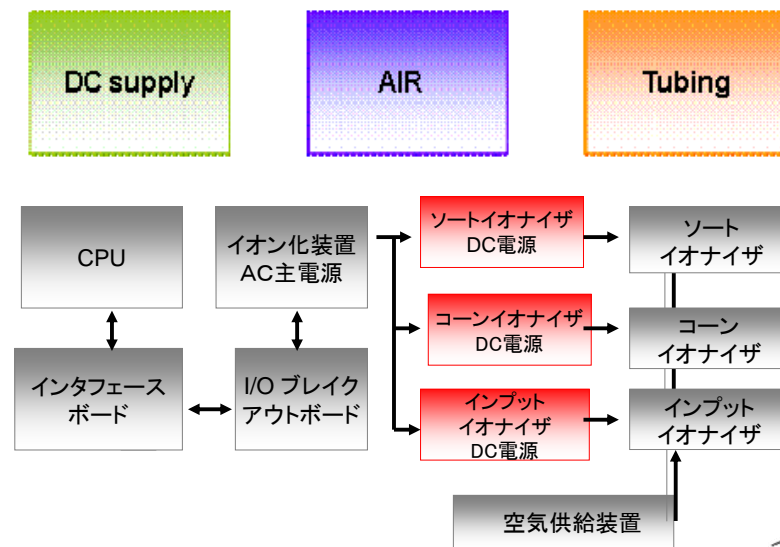 DC supply
AIR
Tubing
CPU
イオン化装置
AC主電源
ソートイオナイザ
DC電源
ソート
イオナイザ
コーンイオナイザ
DC電源
コーン
イオナイザ
インタフェース
ボード
I/O ブレイク
アウトボード
インプット
イオナイザ
DC電源
インプット
イオナイザ
空気供給装置